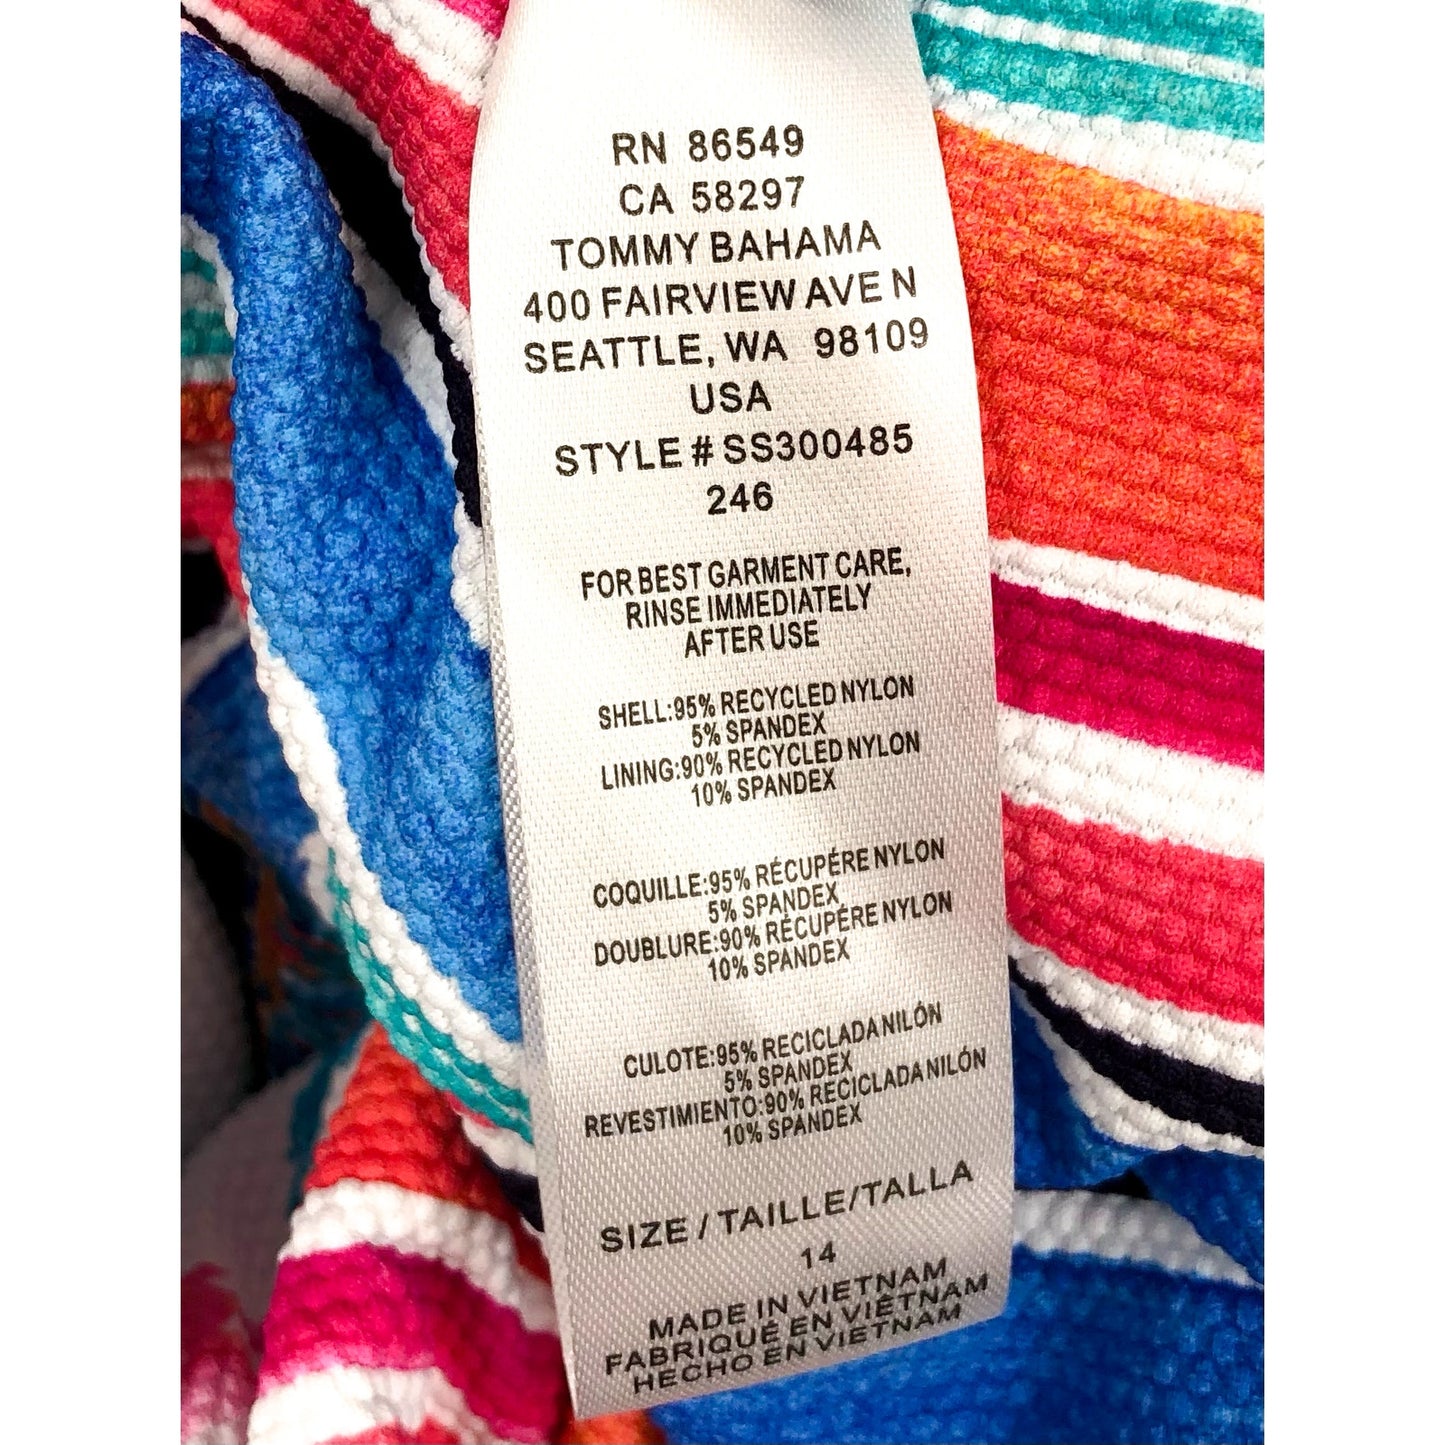 RN 86549
CA 58297
TOMMY BAHAMA
400 FAIRVIEW AVE N
SEATTLE, WA 98109
USA
STYLE # SS300485
246
FOR BEST GARMENT CARE,
RINSE IMMEDIATELY
AFTER USE
SHELL:95% RECYCLED NYLON
5% SPANDEX
LINING:90% RECYCLED NYLON
10% SPANDEX
COQUILLE:95% RÉCUPÉRE NYLON
5% SPANDEX
DOUBLURE:90% RÉCUPÉRE NYLON
10% SPANDEX
CULOTE:95% RECICLADA NILÓN
5% SPANDEX
REVESTIMIENTO:90% RECICLADA NILÓN
10% SPANDEX
SIZE / TAILLE/TALLA
14
MADE IN VIETNAM
FABRIQUÉ EN VIÊTNAM
HECHO EN VIETNAM